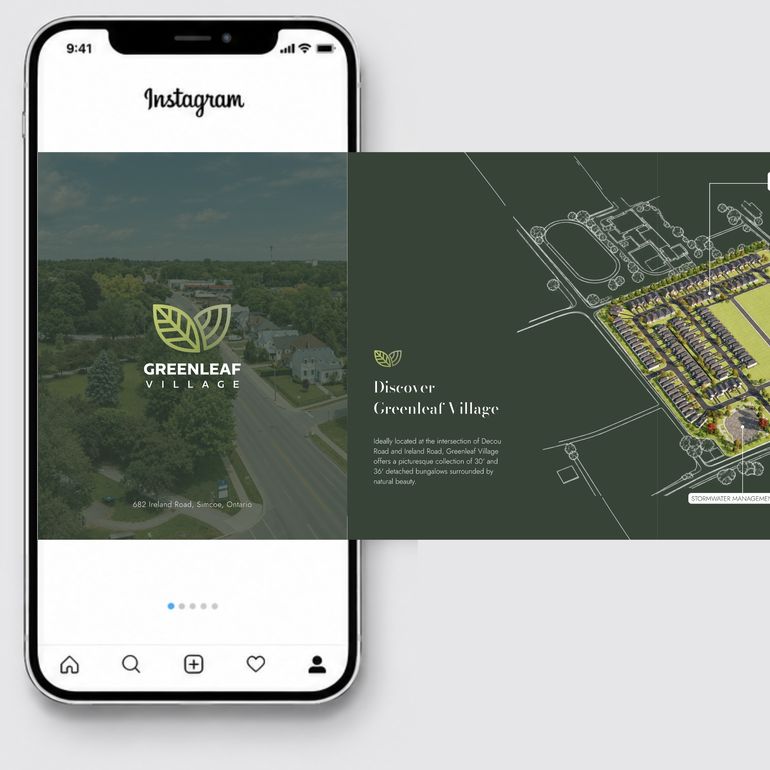 9:41
Instagram
GREENLEAF
VILLAGE
682 Ireland Road, Simcoe, Ontario
Discover
Greenleaf Village
Ideally located at the intersection of Decou
Road and Ireland Road, Greenleaf Village
offers a picturesque collection of 30' and
36' detached bungalows surrounded by
natural beauty.
STORMWATER